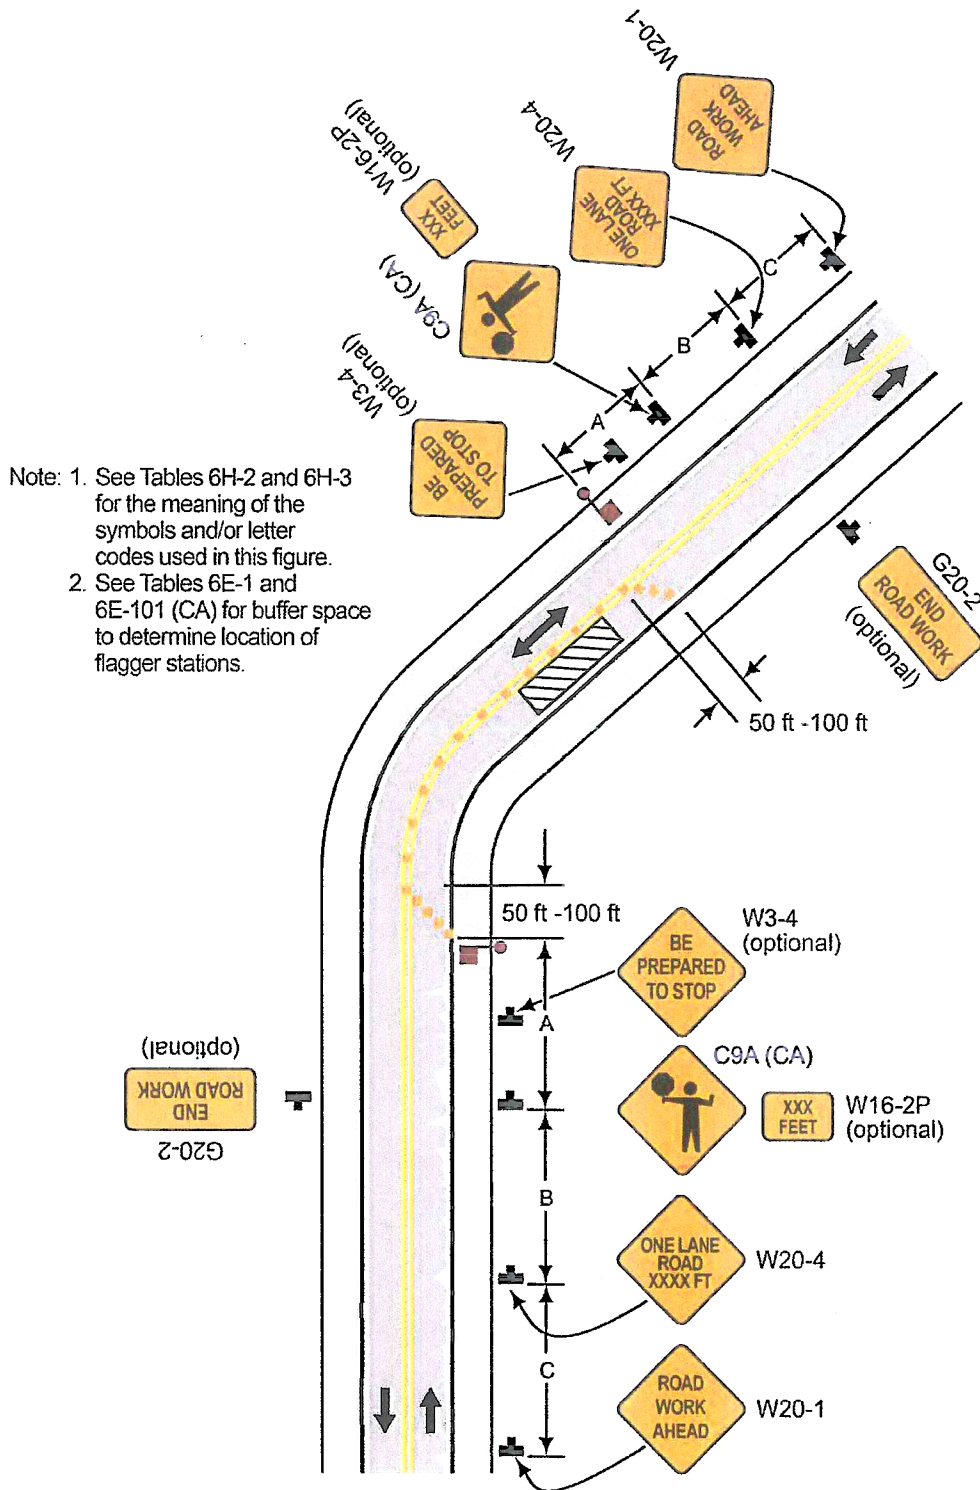 W20-1
ROAD
WORK
AHEAD
W20-4
ONE LANE
ROAD
XXXX FT
W16-2P
(optional)
XXX
FEET
C9A (CA)
W3-4
(optional)
BE
PREPARED
TO STOP
C
B
A
Note: 1. See Tables 6H-2 and 6H-3
for the meaning of the
symbols and/or letter
codes used in this figure.
2. See Tables 6E-1 and
6E-101 (CA) for buffer space
to determine location of
flagger stations.
G20-2
(optional)
END
ROAD WORK
50 ft -100 ft
50 ft -100 ft
W3-4
(optional)
BE
PREPARED
TO STOP
A
C9A (CA)
XXX
FEET
W16-2P
(optional)
(optional)
END
ROAD WORK
G20-2
B
ONE LANE
ROAD
XXXX FT
W20-4
C
ROAD
WORK
AHEAD
W20-1